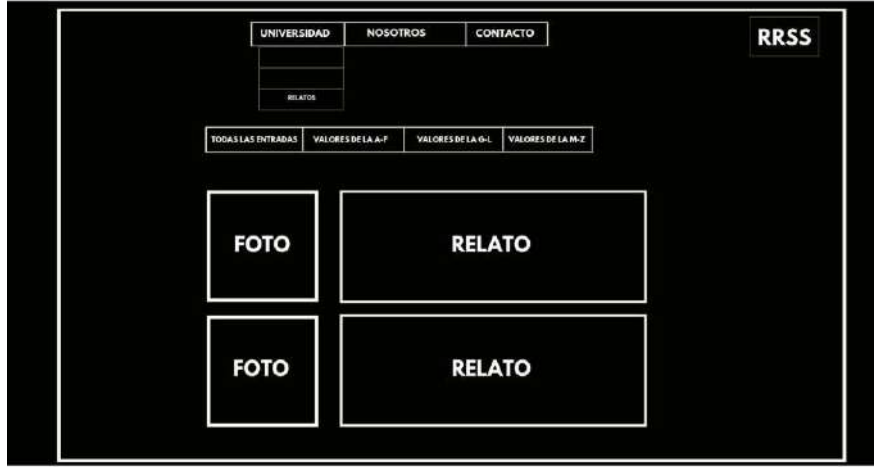 UNIVERSIDAD NOSOTROS CONTACTO
RRSS
RELATOS
TODAS LAS ENTRADAS VALORES DE LA A-F VALORES DE LA G-L VALORES DE LA M-Z
FOTO RELATO
FOTO RELATO